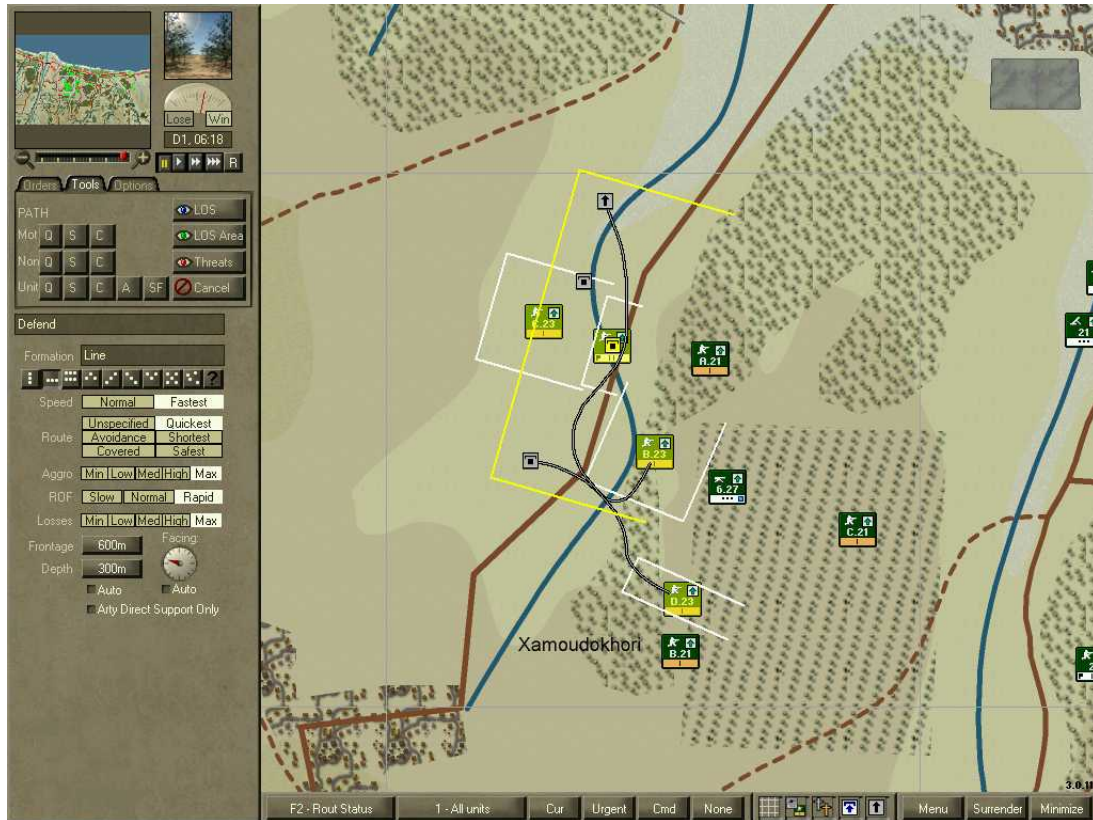 Lose Win
D1, 06:18
R
Orders Tools Options
PATH
LOS
Mot Q S C
LOS Area
Non Q S C
Threats
Unit Q S C A SF
Cancel
Defend
Formation Line
?
Speed Normal Fastest
Unspecified Quickest
Route Avoidance Shortest
Covered Safest
Aggro Min Low Med High Max
ROF Slow Normal Rapid
Losses Min Low Med High Max
Frontage 600m Facing:
Depth 300m
Auto Auto
Arty Direct Support Only
C.23
A.21
21
B.23
6.27
C.21
D.23
Xamoudokhori
B.21
F2 - Rout Status 1 - All units Cur Urgent Cmd None Menu Surrender Minimize